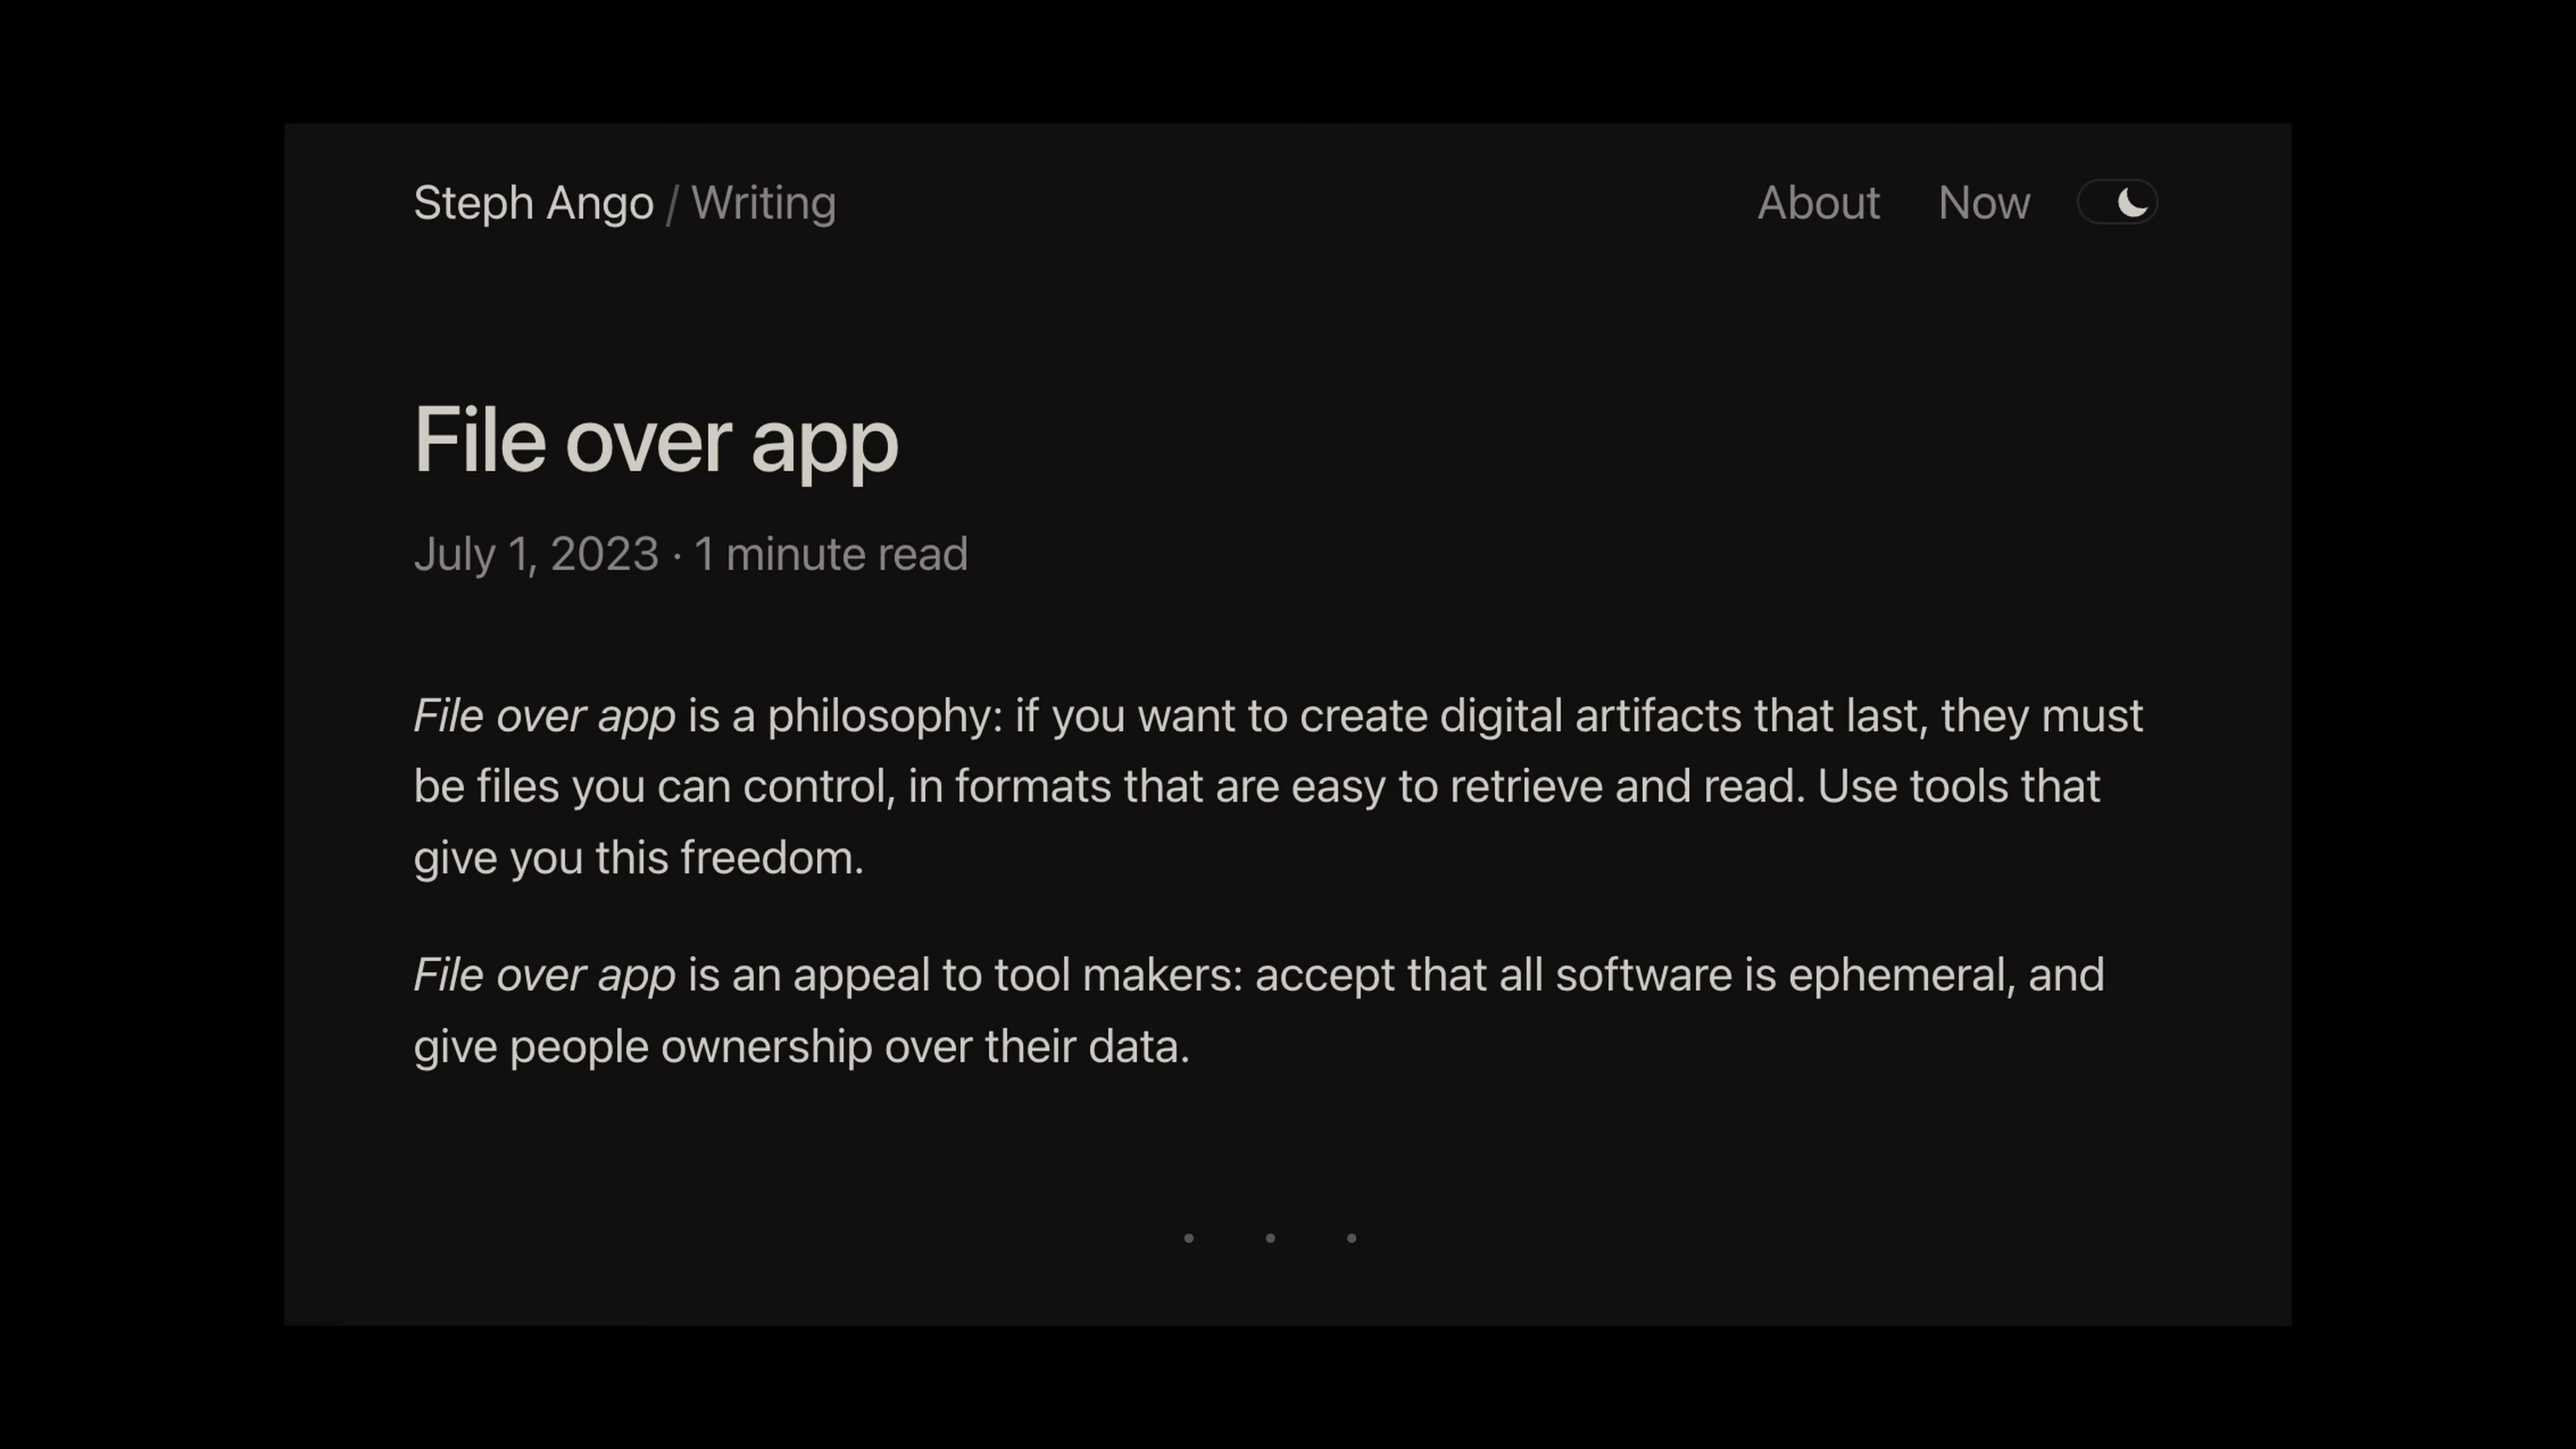 Steph Ango / Writing
About
Now
File over app
July 1, 2023 · 1 minute read
File over app is a philosophy: if you want to create digital artifacts that last, they must
be files you can control, in formats that are easy to retrieve and read. Use tools that
give you this freedom.
File over app is an appeal to tool makers: accept that all software is ephemeral, and
give people ownership over their data.